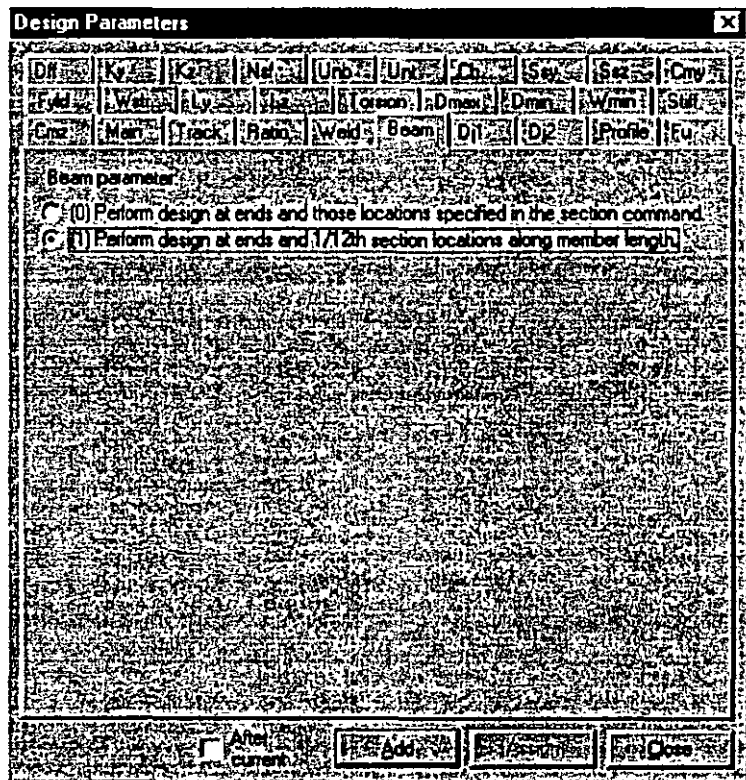 Design Parameters
Dff Ky Kz Nsf Unb Unt Cb Ssy Ssz Cmy
Fyld Wstr Ly Lz Torsion Dmax Dmin Wmin Stiff
Cmz Main Track Ratio Weld Beam Dj1 Dj2 Profile Fu
Beam parameter
(0) Perform design at ends and those locations specified in the section command.
(1) Perform design at ends and 1/12th section locations along member length.
After
current
Add
Close